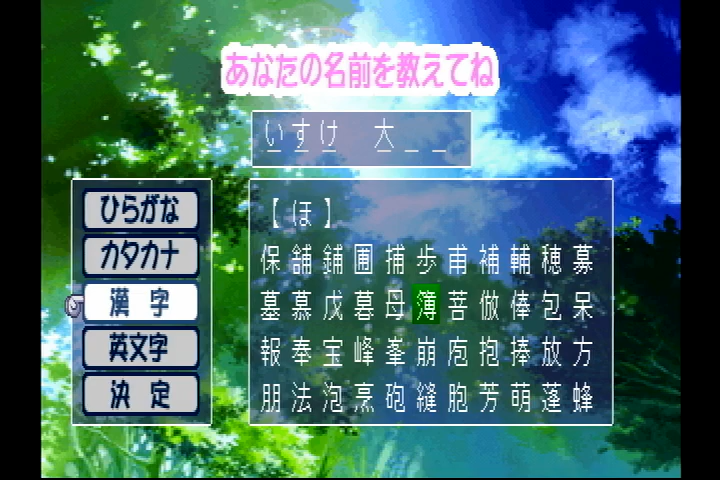 あなたの名前を教えてね
いすけ 大__
ひらがな
カタカナ
漢字
英文字
決定
【ほ】
保舗鋪圃捕歩甫補輔穂募
墓慕戊暮母簿菩倣俸包呆
報奉宝峰峯崩庖抱捧放方
朋法泡烹砲縫胞芳萌蓬蜂